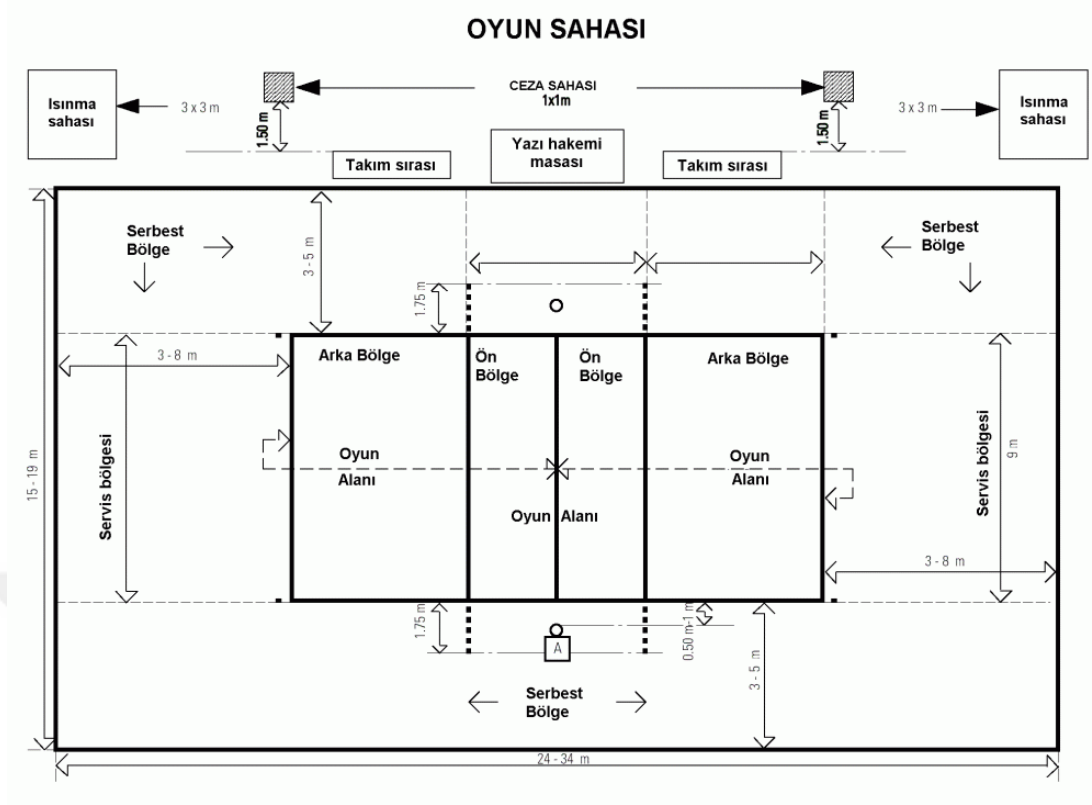 OYUN SAHASI
Isınma
sahası
3 x 3 m
CEZA SAHASI
1x1m
3 x 3 m
Isınma
sahası
1.50 m
1.50 m
Takım sırası
Yazı hakemi
masası
Takım sırası
Serbest
Bölge
3 - 5 m
Serbest
Bölge
1.75 m
3 - 8 m
Arka Bölge
Ön
Bölge
Ön
Bölge
Arka Bölge
15 - 19 m
Servis bölgesi
Oyun
Alanı
Oyun
Alanı
Servis bölgesi
9 m
Oyun Alanı
3 - 8 m
1.75 m
A
0.50 m-1 m
3 - 5 m
Serbest
Bölge
24 - 34 m